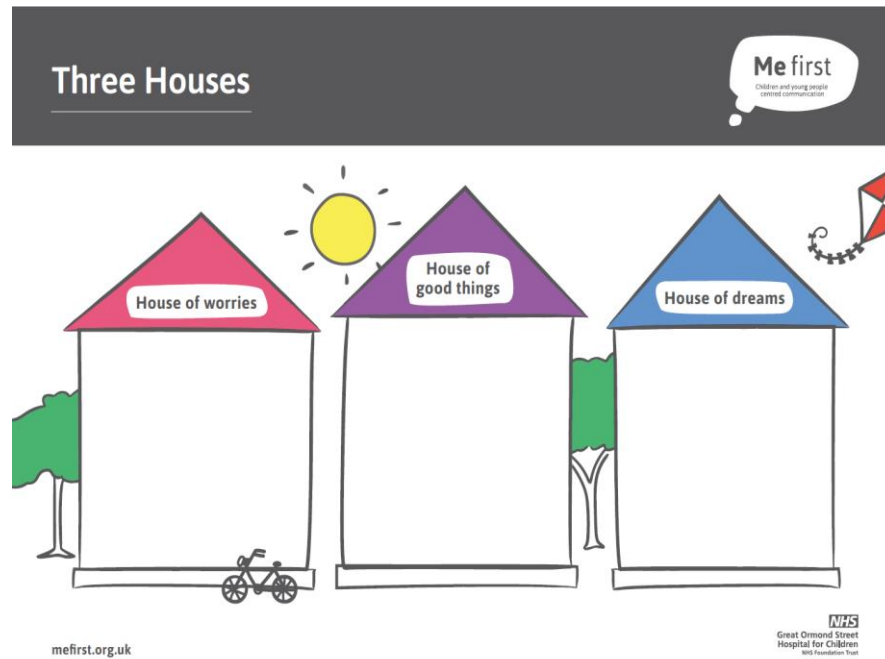 Three Houses
Me first
Children and young people
centred communication
House of worries
House of
good things
House of dreams
mefirst.org.uk
NHS
Great Ormond Street
Hospital for Children
NHS Foundation Trust